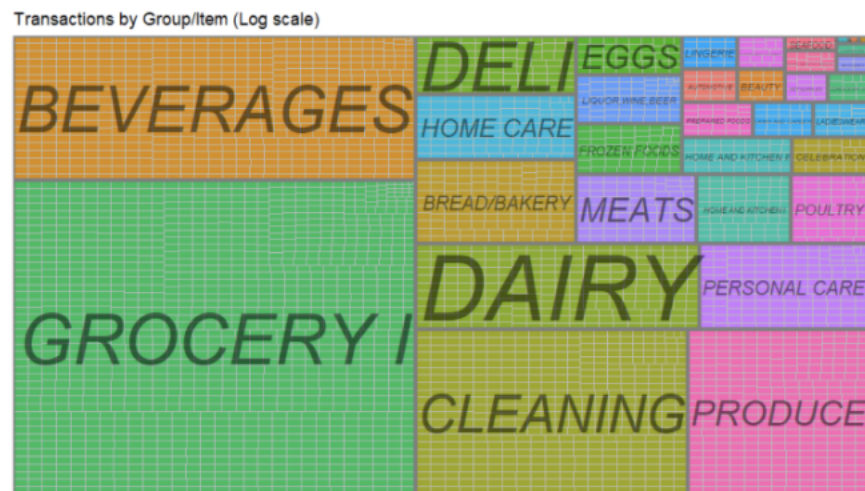 Transactions by Group/Item (Log scale)
BEVERAGES
GROCERY I
DELI
HOME CARE
BREAD/BAKERY
EGGS
LIQUOR,WINE,BEER
FROZEN FOODS
MEATS
DAIRY
CLEANING
LINGERIE
SEAFOOD
AUTOMOTIVE
BEAUTY
PREPARED FOODS
LADIESWEAR
HOME AND KITCHEN II
CELEBRATION
HOME AND KITCHEN I
POULTRY
PERSONAL CARE
PRODUCE